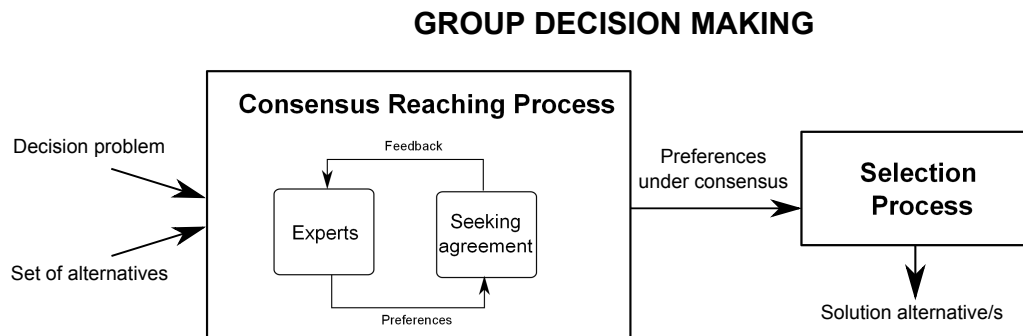 GROUP DECISION MAKING
Consensus Reaching Process
Decision problem
Set of alternatives
Feedback
Experts
Seeking
agreement
Preferences
Preferences
under consensus
Selection
Process
Solution alternative/s